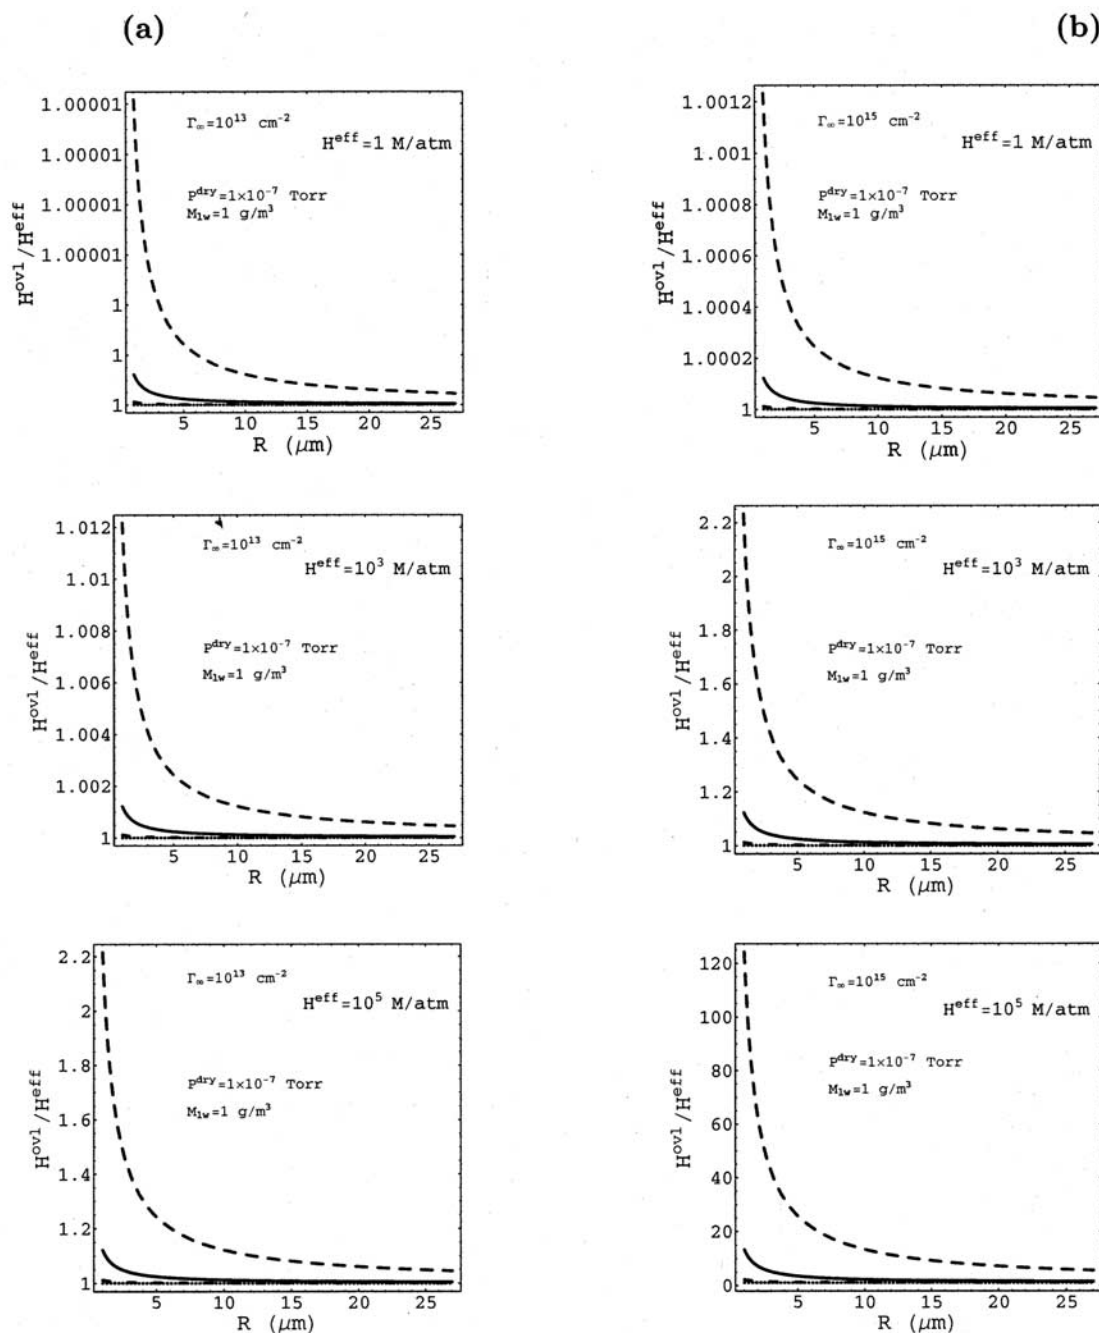 (a)
(b)
1.00001
1.00001
1.00001
1.00001
1
1
1
Γ∞=10¹³ cm⁻²
Hᵉᶠᶠ=1 M/atm
Pᵈʳʸ=1×10⁻⁷ Torr
M₁w=1 g/m³
Hᵒᵛˡ/Hᵉᶠᶠ
5 10 15 20 25
R (μm)
1.0012
1.001
1.0008
1.0006
1.0004
1.0002
1
Γ∞=10¹⁵ cm⁻²
Hᵉᶠᶠ=1 M/atm
Pᵈʳʸ=1×10⁻⁷ Torr
M₁w=1 g/m³
Hᵒᵛˡ/Hᵉᶠᶠ
5 10 15 20 25
R (μm)
1.012
1.01
1.008
1.006
1.004
1.002
1
Γ∞=10¹³ cm⁻²
Hᵉᶠᶠ=10³ M/atm
Pᵈʳʸ=1×10⁻⁷ Torr
M₁w=1 g/m³
Hᵒᵛˡ/Hᵉᶠᶠ
5 10 15 20 25
R (μm)
2.2
2
1.8
1.6
1.4
1.2
1
Γ∞=10¹⁵ cm⁻²
Hᵉᶠᶠ=10³ M/atm
Pᵈʳʸ=1×10⁻⁷ Torr
M₁w=1 g/m³
Hᵒᵛˡ/Hᵉᶠᶠ
5 10 15 20 25
R (μm)
2.2
2
1.8
1.6
1.4
1.2
1
Γ∞=10¹³ cm⁻²
Hᵉᶠᶠ=10⁵ M/atm
Pᵈʳʸ=1×10⁻⁷ Torr
M₁w=1 g/m³
Hᵒᵛˡ/Hᵉᶠᶠ
5 10 15 20 25
R (μm)
120
100
80
60
40
20
0
Γ∞=10¹⁵ cm⁻²
Hᵉᶠᶠ=10⁵ M/atm
Pᵈʳʸ=1×10⁻⁷ Torr
M₁w=1 g/m³
Hᵒᵛˡ/Hᵉᶠᶠ
5 10 15 20 25
R (μm)